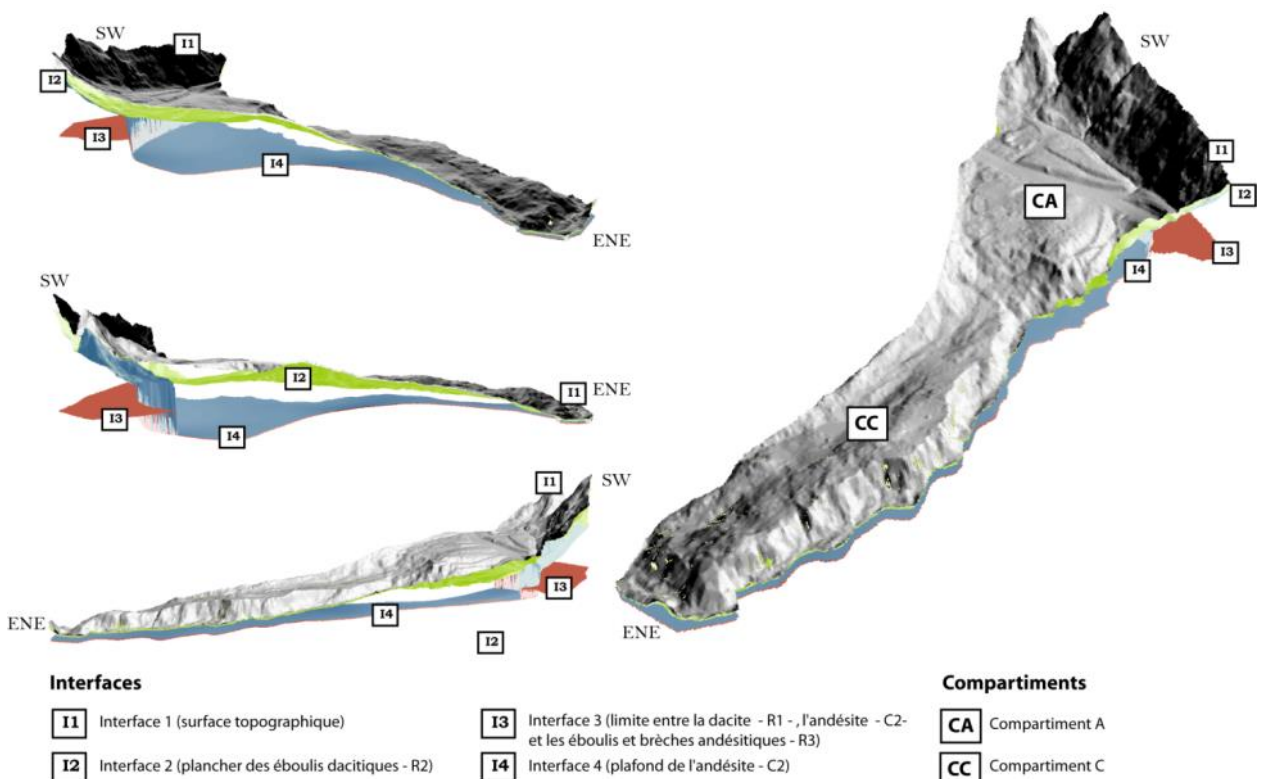 SW
I1
I2
I3
I4
ENE
SW
I2
ENE
I1
I3
I4
I1
SW
I3
I4
ENE
I2
SW
I1
I2
CA
I3
I4
CC
ENE
Interfaces
I1 Interface 1 (surface topographique)
I2 Interface 2 (plancher des éboulis dacitiques - R2)
I3 Interface 3 (limite entre la dacite - R1 - , l'andésite - C2-
et les éboulis et brèches andésitiques - R3)
I4 Interface 4 (plafond de l'andésite - C2)
Compartiments
CA Compartiment A
CC Compartiment C